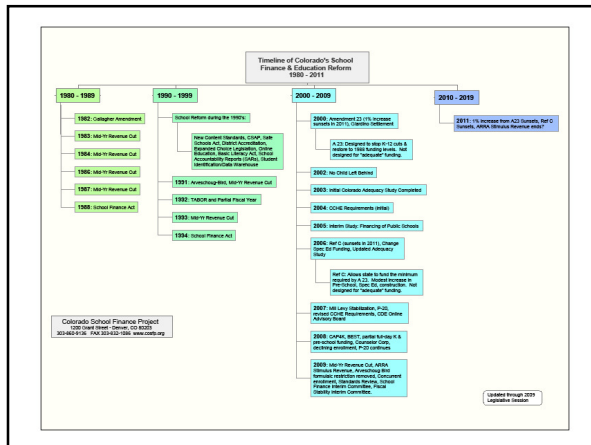 Timeline of Colorado's School
Finance & Education Reform
1980 - 2011
1980 - 1989
1982: Gallagher Amendment
1983: Mid-Yr Revenue Cut
1984: Mid-Yr Revenue Cut
1986: Mid-Yr Revenue Cut
1987: Mid-Yr Revenue Cut
1988: School Finance Act
1990 - 1999
School Reform during the 1990's:
New Content Standards, CSAP, Safe
Schools Act, District Accreditation,
Expanded Choice Legislation, Online
Education, Basic Literacy Act, School
Accountability Reports (SARs), Student
Identification/Data Warehouse
1991: Arveschoug-Bird, Mid-Yr Revenue Cut
1992: TABOR and Partial Fiscal Year
1993: Mid-Yr Revenue Cut
1994: School Finance Act
2000 - 2009
2000: Amendment 23 (1% increase
sunsets in 2011), Giardino Settlement
A 23: Designed to stop K-12 cuts &
restore to 1988 funding levels. Not
designed for "adequate" funding.
2002: No Child Left Behind
2003: Initial Colorado Adequacy Study Completed
2004: CCHE Requirements (initial)
2005: Interim Study: Financing of Public Schools
2006: Ref C (sunsets in 2011), Change
Spec Ed Funding, Updated Adequacy
Study
Ref C: Allows state to fund the minimum
required by A 23. Modest increase in
Pre-School, Spec Ed, construction. Not
designed for "adequate" funding.
2007: Mill Levy Stabilization, P-20,
revised CCHE Requirements, CDE Online
Advisory Board
2008: CAP4K, BEST, partial full-day K &
pre-school funding, Counselor Corp,
declining enrollment, P-20 continues
2009: Mid-Yr Revenue Cut, ARRA
Stimulus Revenue, Arveschoug Bird
formulaic restriction removed, Concurrent
enrollment, Standards Review, School
Finance Interim Committee, Fiscal
Stability Interim Committee.
2010 - 2019
2011: 1% Increase from A23 Sunsets, Ref C
Sunsets, ARRA Stimulus Revenue ends?
Colorado School Finance Project
1200 Grant Street - Denver, CO 80203
303-860-9136 FAX 303-832-1086 www.cosfp.org
Updated through 2009
Legislative Session